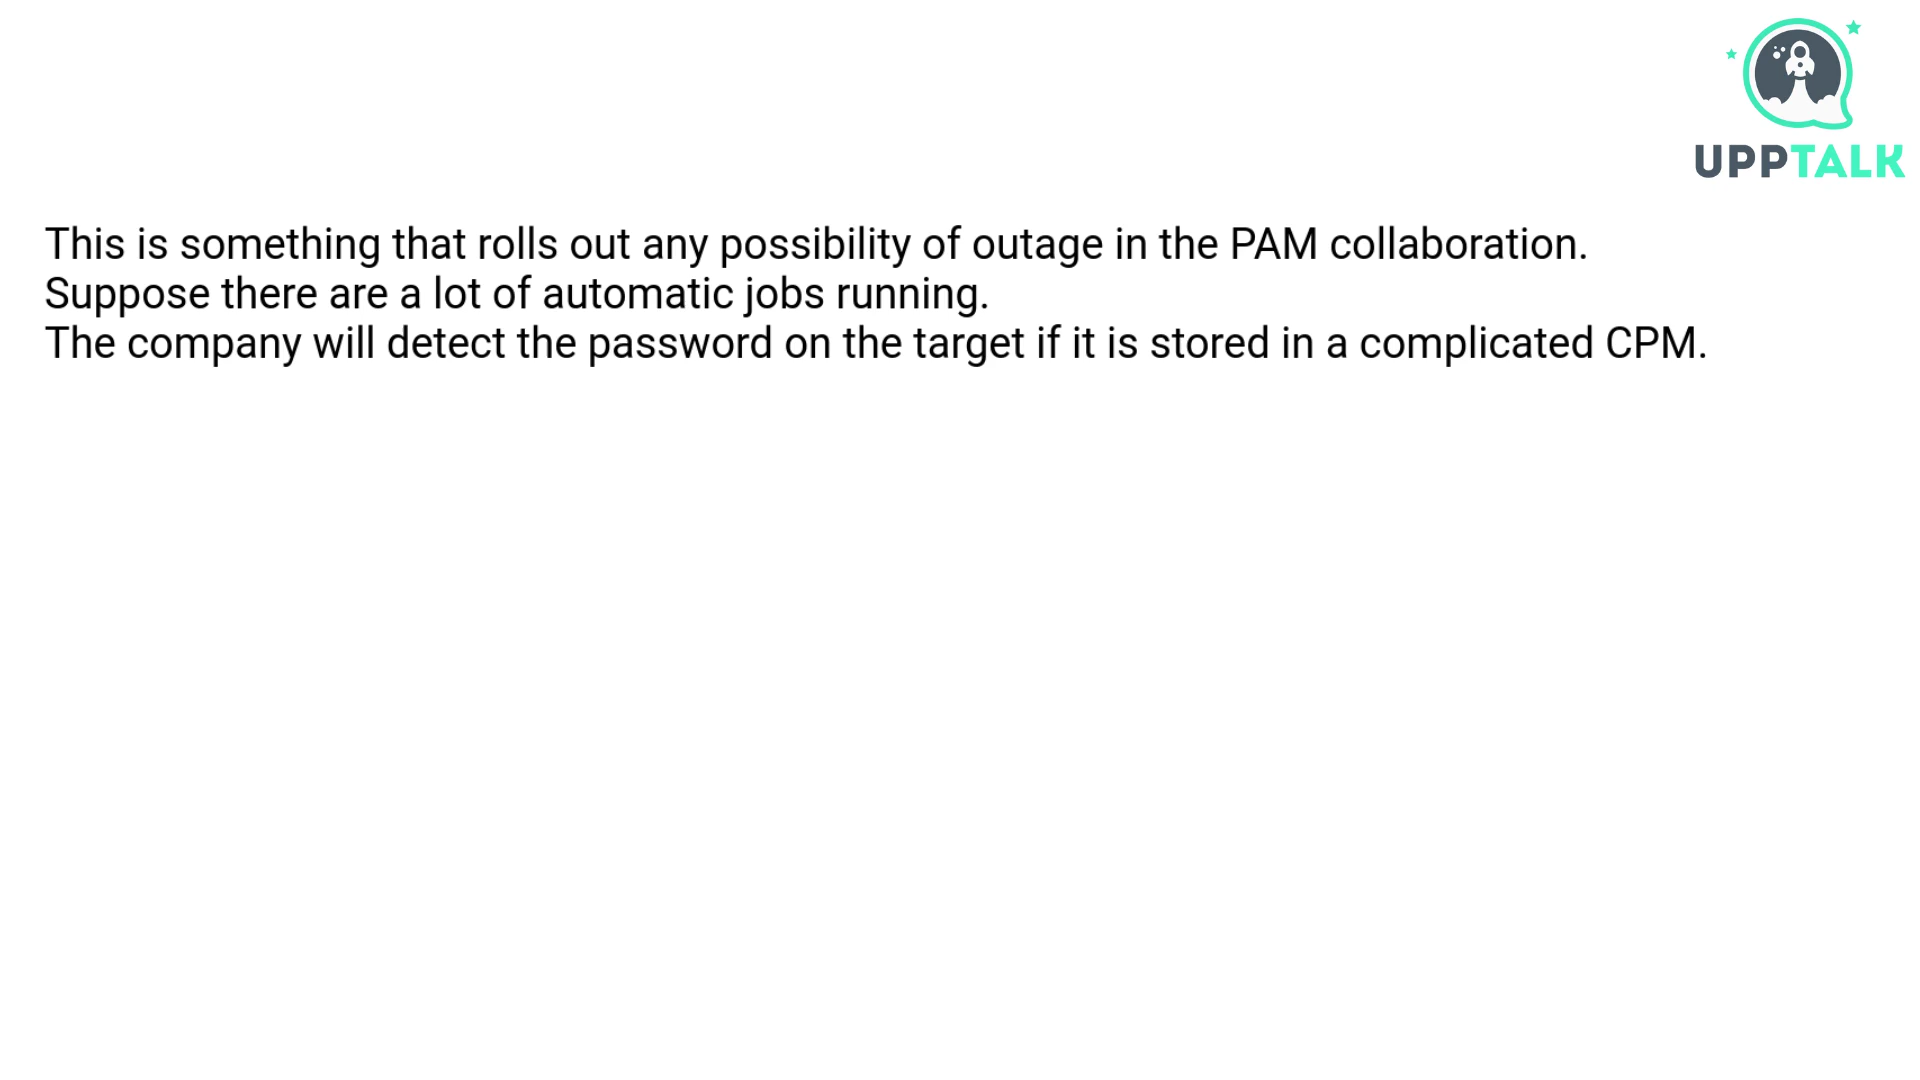 UPPTALK
This is something that rolls out any possibility of outage in the PAM collaboration.
Suppose there are a lot of automatic jobs running.
The company will detect the password on the target if it is stored in a complicated CPM.